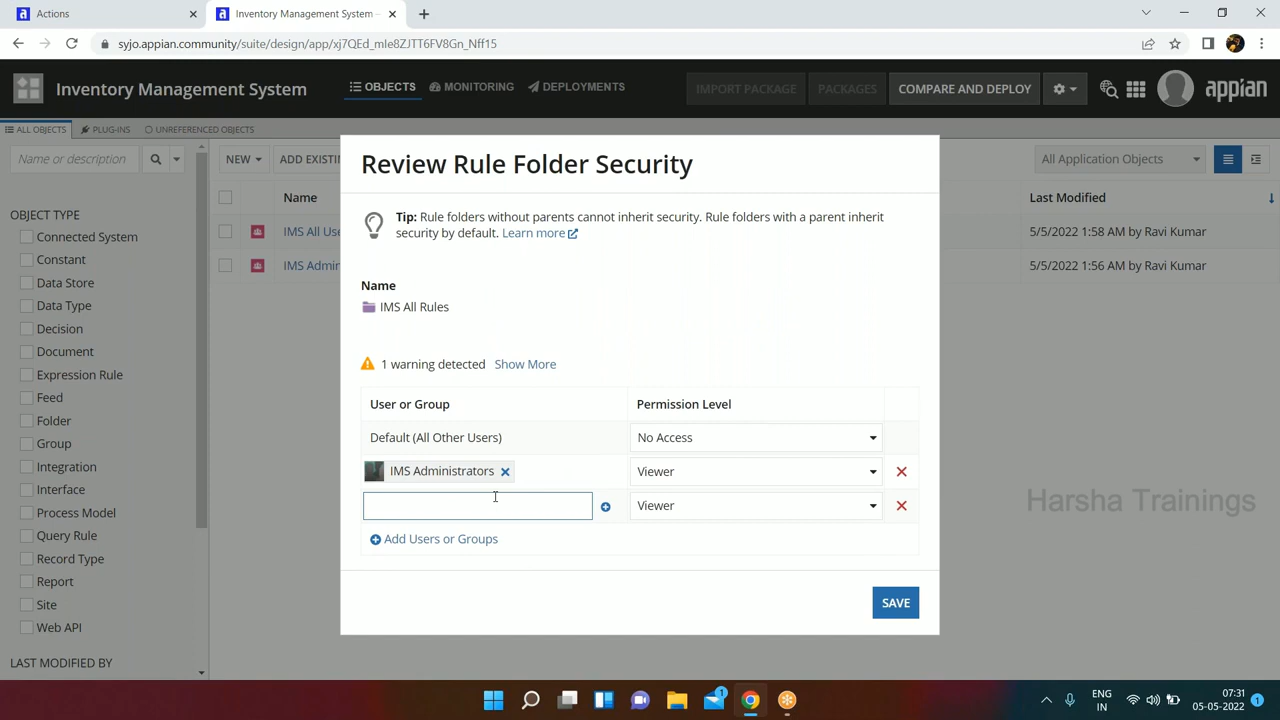 Actions
Inventory Management System -
syjo.appian.community/suite/design/app/xj7QEd_mIe8ZJTT6FV8Gn_Nff15
Inventory Management System
OBJECTS
MONITORING
DEPLOYMENTS
IMPORT PACKAGE
PACKAGES
COMPARE AND DEPLOY
appian
ALL OBJECTS
PLUG-INS
UNREFERENCED OBJECTS
Name or description
NEW
ADD EXISTIN
All Application Objects
Name
Last Modified
IMS All Use
5/5/2022 1:58 AM by Ravi Kumar
IMS Admir
5/5/2022 1:56 AM by Ravi Kumar
OBJECT TYPE
Connected System
Constant
Data Store
Data Type
Decision
Document
Expression Rule
Feed
Folder
Group
Integration
Interface
Process Model
Query Rule
Record Type
Report
Site
Web API
LAST MODIFIED BY
Review Rule Folder Security
Tip: Rule folders without parents cannot inherit security. Rule folders with a parent inherit
security by default. Learn more
Name
IMS All Rules
1 warning detected Show More
User or Group
Permission Level
Default (All Other Users)
No Access
IMS Administrators
Viewer
Viewer
Add Users or Groups
SAVE
Harsha Trainings
ENG
IN
07:31
05-05-2022
1
1